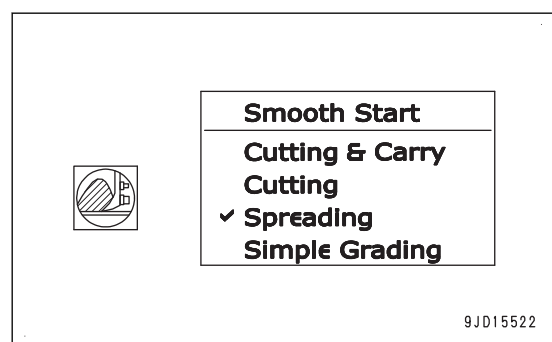 Smooth Start
Cutting & Carry
Cutting
✓ Spreading
Simple Grading
9JD15522